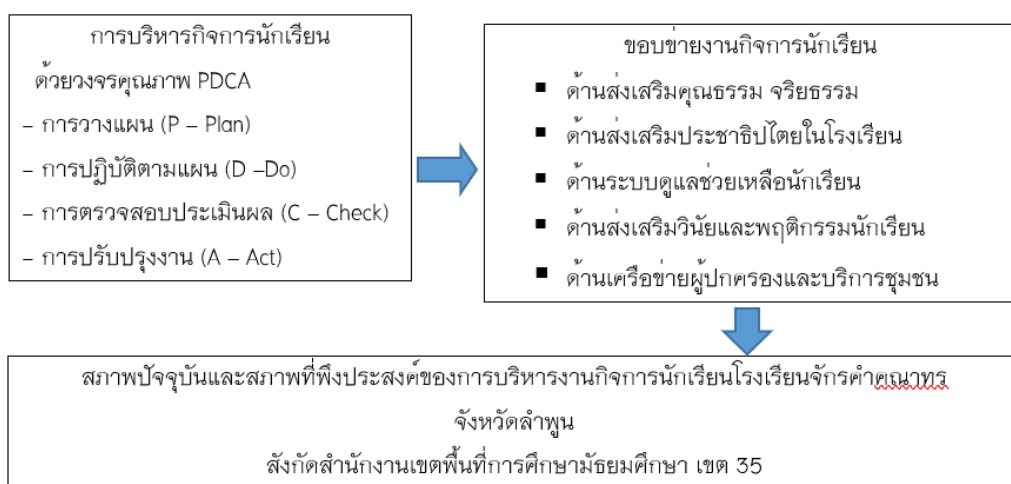 การบริหารกิจการนักเรียน
ด้วยวงจรคุณภาพ PDCA
– การวางแผน (P – Plan)
– การปฏิบัติตามแผน (D –Do)
– การตรวจสอบประเมินผล (C – Check)
– การปรับปรุงงาน (A – Act)
ขอบข่ายงานกิจการนักเรียน
▪ ด้านส่งเสริมคุณธรรม จริยธรรม
▪ ด้านส่งเสริมประชาธิปไตยในโรงเรียน
▪ ด้านระบบดูแลช่วยเหลือนักเรียน
▪ ด้านส่งเสริมวินัยและพฤติกรรมนักเรียน
▪ ด้านเครือข่ายผู้ปกครองและบริการชุมชน
สภาพปัจจุบันและสภาพที่พึงประสงค์ของการบริหารงานกิจการนักเรียนโรงเรียนจักรคำคณาทร
จังหวัดลำพูน
สังกัดสำนักงานเขตพื้นที่การศึกษามัธยมศึกษา เขต 35